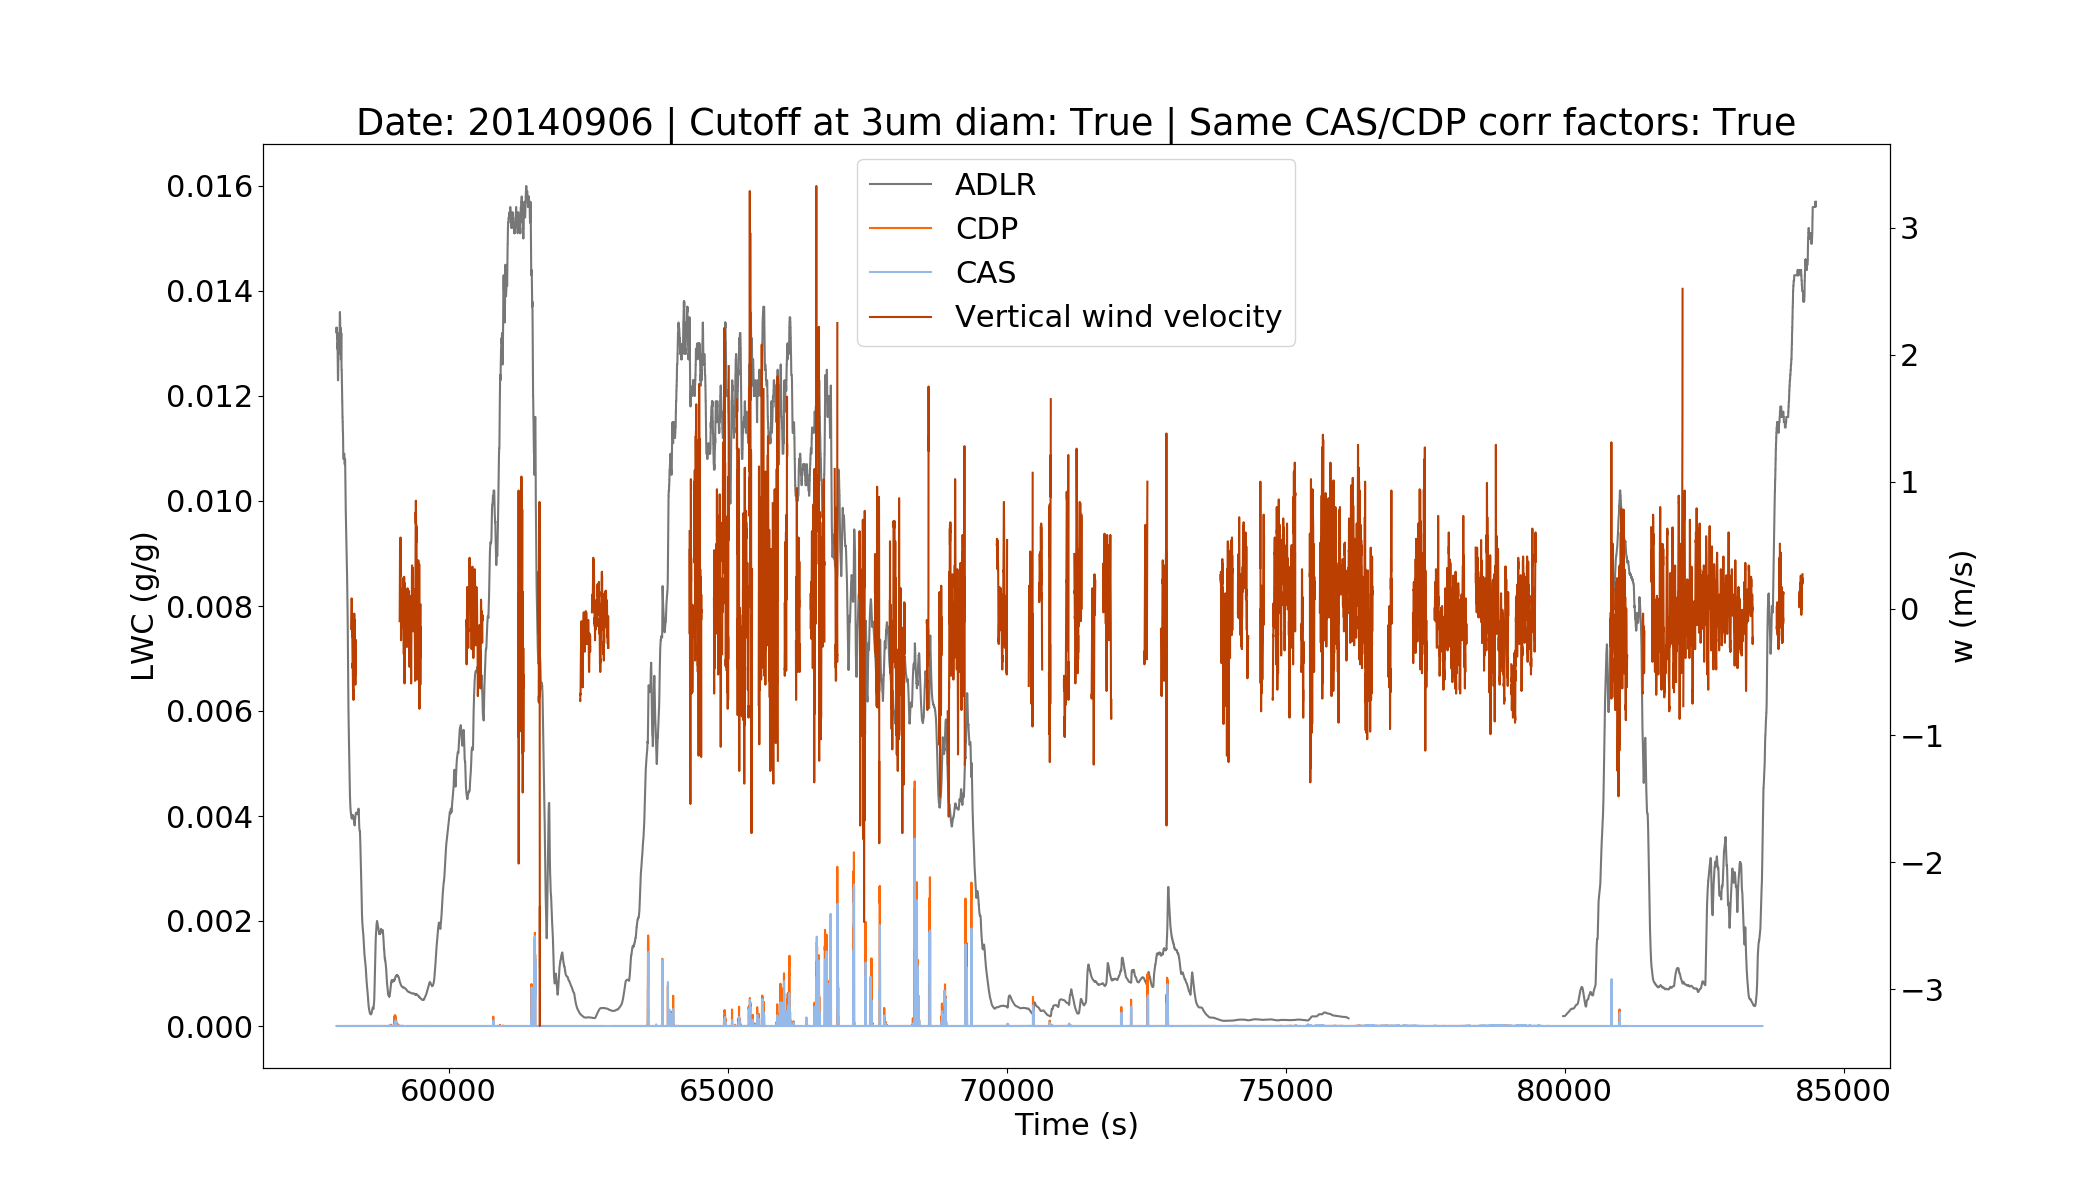 Date: 20140906 | Cutoff at 3um diam: True | Same CAS/CDP corr factors: True
ADLR
CDP
CAS
Vertical wind velocity
LWC (g/g)
0.016
0.014
0.012
0.010
0.008
0.006
0.004
0.002
0.000
3
2
1
0
−1
−2
−3
w (m/s)
60000 65000 70000 75000 80000 85000
Time (s)